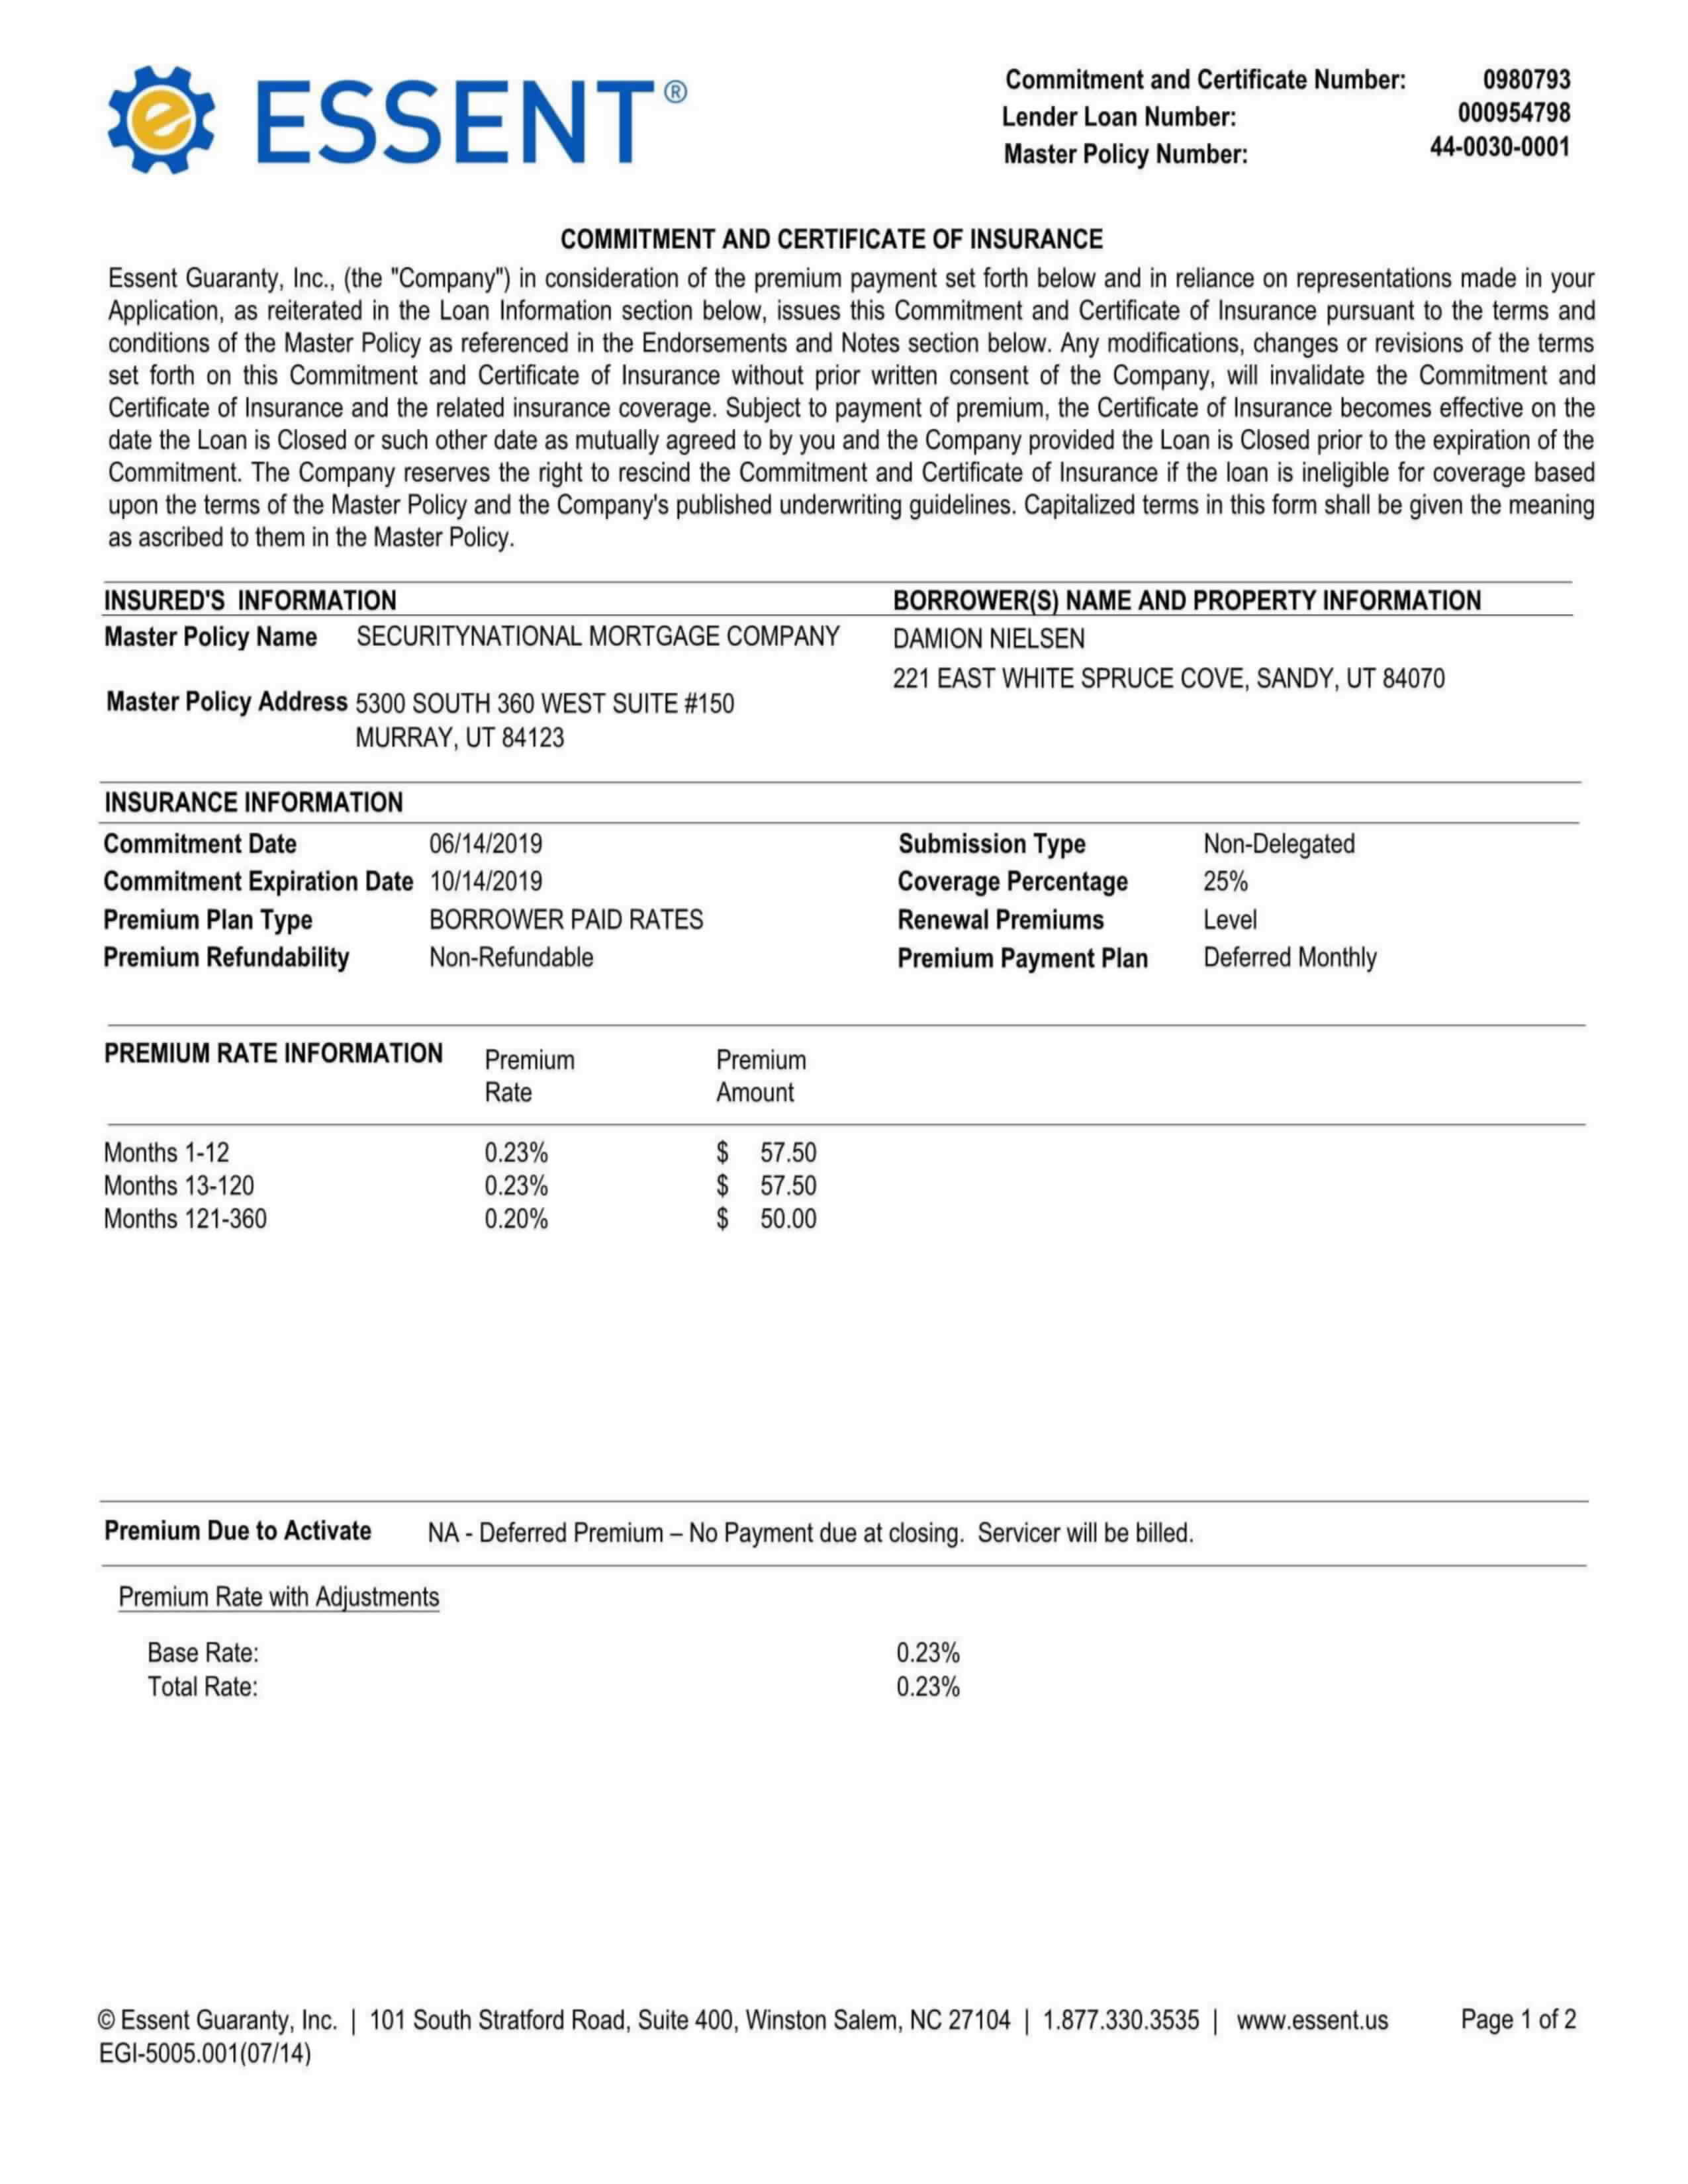 ESSENT®
Commitment and Certificate Number: 0980793
Lender Loan Number: 000954798
Master Policy Number: 44-0030-0001
COMMITMENT AND CERTIFICATE OF INSURANCE
Essent Guaranty, Inc., (the "Company") in consideration of the premium payment set forth below and in reliance on representations made in your
Application, as reiterated in the Loan Information section below, issues this Commitment and Certificate of Insurance pursuant to the terms and
conditions of the Master Policy as referenced in the Endorsements and Notes section below. Any modifications, changes or revisions of the terms
set forth on this Commitment and Certificate of Insurance without prior written consent of the Company, will invalidate the Commitment and
Certificate of Insurance and the related insurance coverage. Subject to payment of premium, the Certificate of Insurance becomes effective on the
date the Loan is Closed or such other date as mutually agreed to by you and the Company provided the Loan is Closed prior to the expiration of the
Commitment. The Company reserves the right to rescind the Commitment and Certificate of Insurance if the loan is ineligible for coverage based
upon the terms of the Master Policy and the Company's published underwriting guidelines. Capitalized terms in this form shall be given the meaning
as ascribed to them in the Master Policy.
INSURED'S INFORMATION
Master Policy Name SECURITYNATIONAL MORTGAGE COMPANY
Master Policy Address 5300 SOUTH 360 WEST SUITE #150
MURRAY, UT 84123
BORROWER(S) NAME AND PROPERTY INFORMATION
DAMION NIELSEN
221 EAST WHITE SPRUCE COVE, SANDY, UT 84070
INSURANCE INFORMATION
Commitment Date 06/14/2019 Submission Type Non-Delegated
Commitment Expiration Date 10/14/2019 Coverage Percentage 25%
Premium Plan Type BORROWER PAID RATES Renewal Premiums Level
Premium Refundability Non-Refundable Premium Payment Plan Deferred Monthly
PREMIUM RATE INFORMATION Premium Premium
Rate Amount
Months 1-12 0.23% $ 57.50
Months 13-120 0.23% $ 57.50
Months 121-360 0.20% $ 50.00
Premium Due to Activate NA - Deferred Premium – No Payment due at closing. Servicer will be billed.
Premium Rate with Adjustments
Base Rate: 0.23%
Total Rate: 0.23%
© Essent Guaranty, Inc. | 101 South Stratford Road, Suite 400, Winston Salem, NC 27104 | 1.877.330.3535 | www.essent.us Page 1 of 2
EGI-5005.001(07/14)